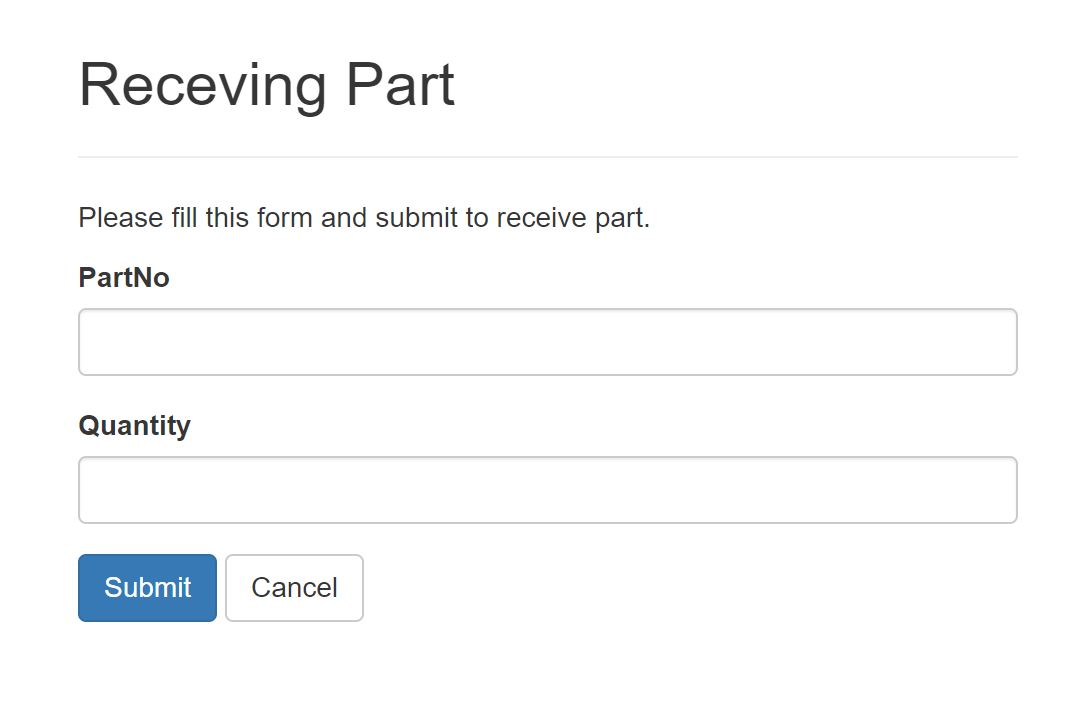 Receving Part
Please fill this form and submit to receive part.
PartNo
Quantity
Submit Cancel